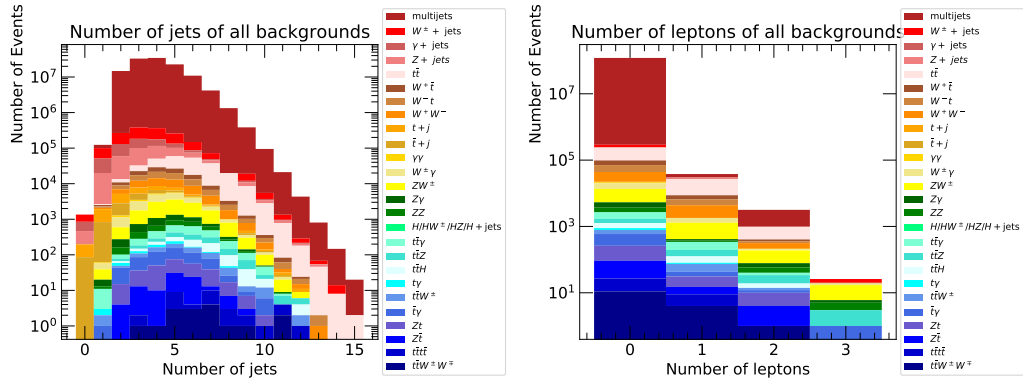 Number of jets of all backgrounds
Number of Events
10⁷
10⁶
10⁵
10⁴
10³
10²
10¹
10⁰
0
5
10
15
Number of jets
multijets
W± + jets
γ + jets
Z + jets
tt̄
W⁺t̄
W⁻t
W⁺W⁻
t + j
t̄ + j
γγ
W±γ
ZW±
Zγ
ZZ
H/HW±/HZ/H + jets
tt̄γ
tt̄Z
tt̄H
tγ
tt̄W±
t̄γ
Zt
Zt̄
tt̄tt̄
tt̄W±W∓
Number of leptons of all backgrounds
Number of Events
10⁷
10⁵
10³
10¹
0
1
2
3
Number of leptons
multijets
W± + jets
γ + jets
Z + jets
tt̄
W⁺t̄
W⁻t
W⁺W⁻
t + j
t̄ + j
γγ
W±γ
ZW±
Zγ
ZZ
H/HW±/HZ/H + jets
tt̄γ
tt̄Z
tt̄H
tγ
tt̄W±
t̄γ
Zt
Zt̄
tt̄tt̄
tt̄W±W∓